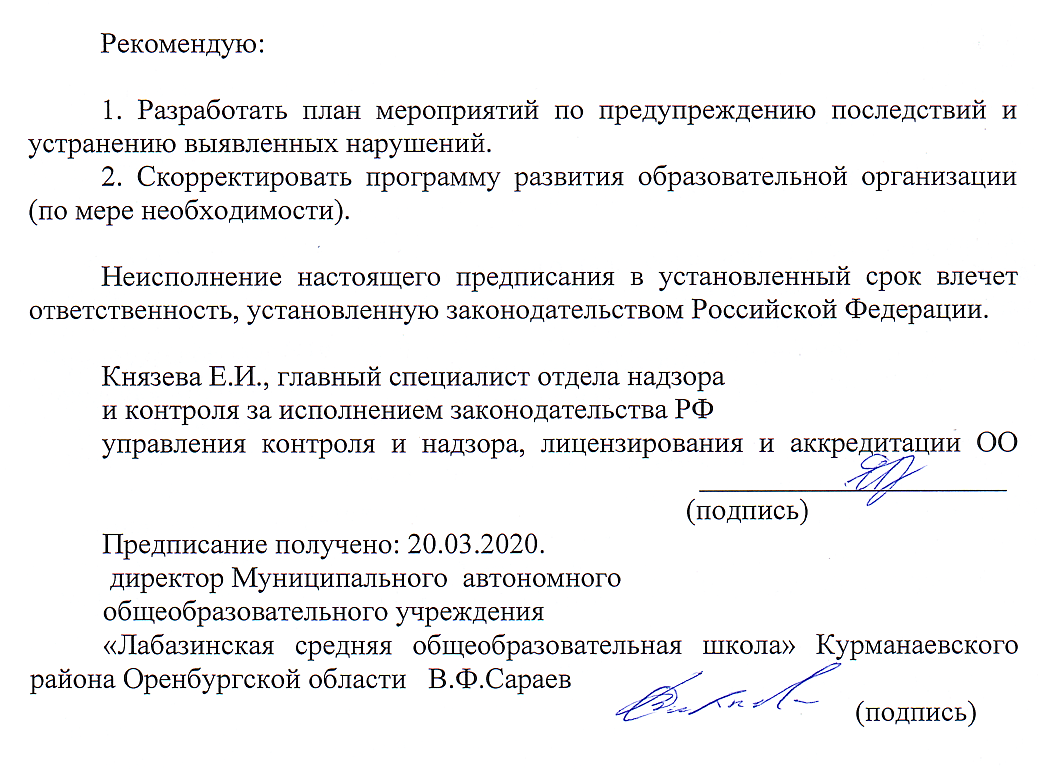 Рекомендую:
1. Разработать план мероприятий по предупреждению последствий и
устранению выявленных нарушений.
2. Скорректировать программу развития образовательной организации
(по мере необходимости).
Неисполнение настоящего предписания в установленный срок влечет
ответственность, установленную законодательством Российской Федерации.
Князева Е.И., главный специалист отдела надзора
и контроля за исполнением законодательства РФ
управления контроля и надзора, лицензирования и аккредитации ОО
(подпись)
Предписание получено: 20.03.2020.
директор Муниципального автономного
общеобразовательного учреждения
«Лабазинская средняя общеобразовательная школа» Курманаевского
района Оренбургской области В.Ф.Сараев
(подпись)